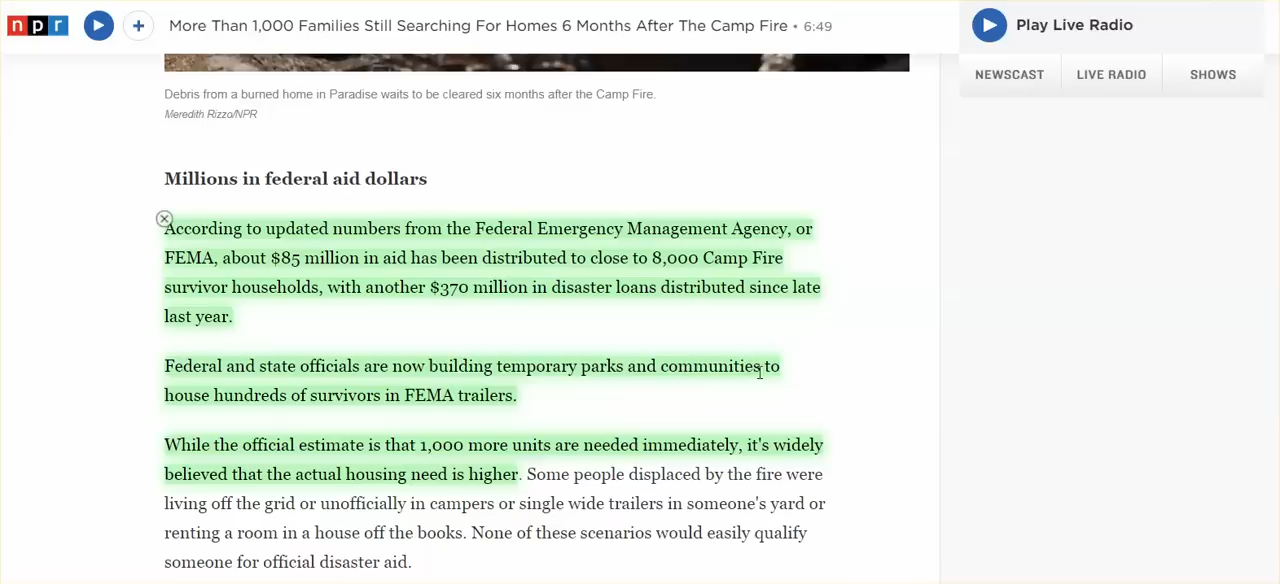 npr
More Than 1,000 Families Still Searching For Homes 6 Months After The Camp Fire • 6:49
Play Live Radio
NEWSCAST
LIVE RADIO
SHOWS
Debris from a burned home in Paradise waits to be cleared six months after the Camp Fire.
Meredith Rizzo/NPR
Millions in federal aid dollars
According to updated numbers from the Federal Emergency Management Agency, or
FEMA, about $85 million in aid has been distributed to close to 8,000 Camp Fire
survivor households, with another $370 million in disaster loans distributed since late
last year.
Federal and state officials are now building temporary parks and communities to
house hundreds of survivors in FEMA trailers.
While the official estimate is that 1,000 more units are needed immediately, it's widely
believed that the actual housing need is higher. Some people displaced by the fire were
living off the grid or unofficially in campers or single wide trailers in someone's yard or
renting a room in a house off the books. None of these scenarios would easily qualify
someone for official disaster aid.